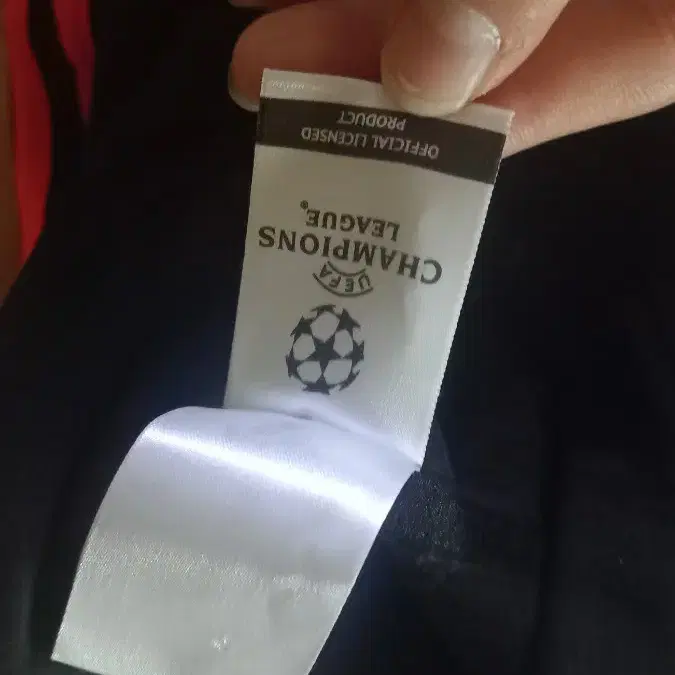 UEFA
CHAMPIONS
LEAGUE®
OFFICIAL LICENSED
PRODUCT